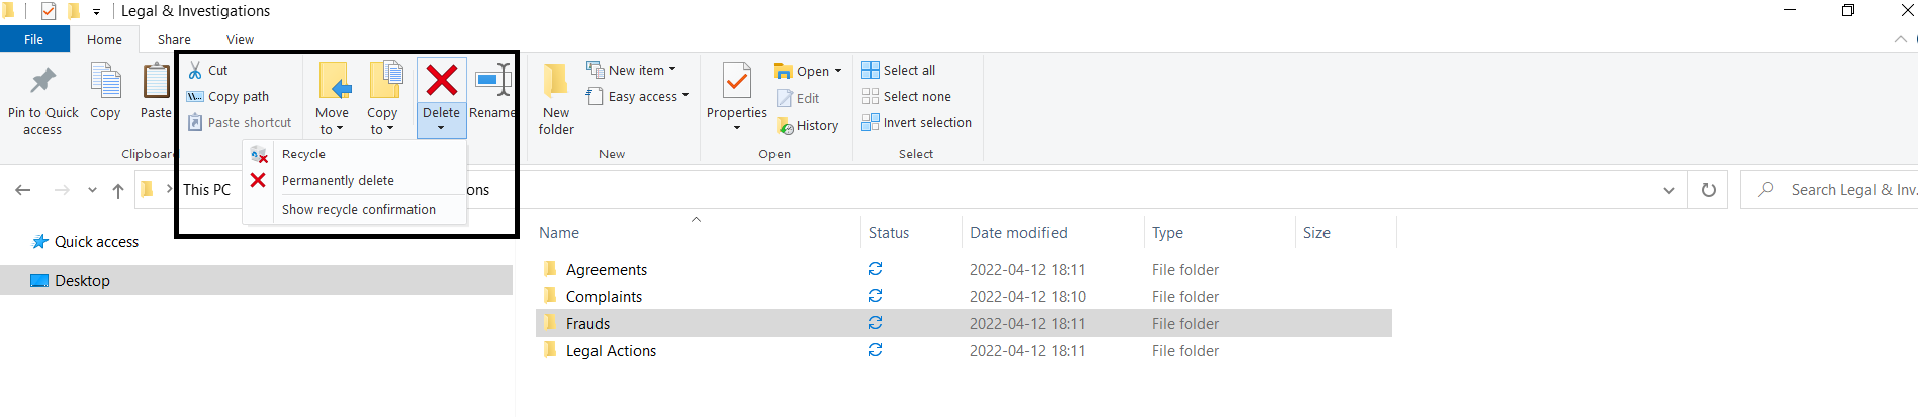 Legal & Investigations
File Home Share View
Pin to Quick access
Copy
Paste
Cut
Copy path
Paste shortcut
Clipboard
Move to
Copy to
Delete
Rename
Recycle
Permanently delete
Show recycle confirmation
New folder
New item
Easy access
New
Properties
Open
Edit
History
Open
Select all
Select none
Invert selection
Select
This PC
ons
Search Legal & Inv...
Quick access
Desktop
Name Status Date modified Type Size
Agreements 2022-04-12 18:11 File folder
Complaints 2022-04-12 18:10 File folder
Frauds 2022-04-12 18:11 File folder
Legal Actions 2022-04-12 18:11 File folder